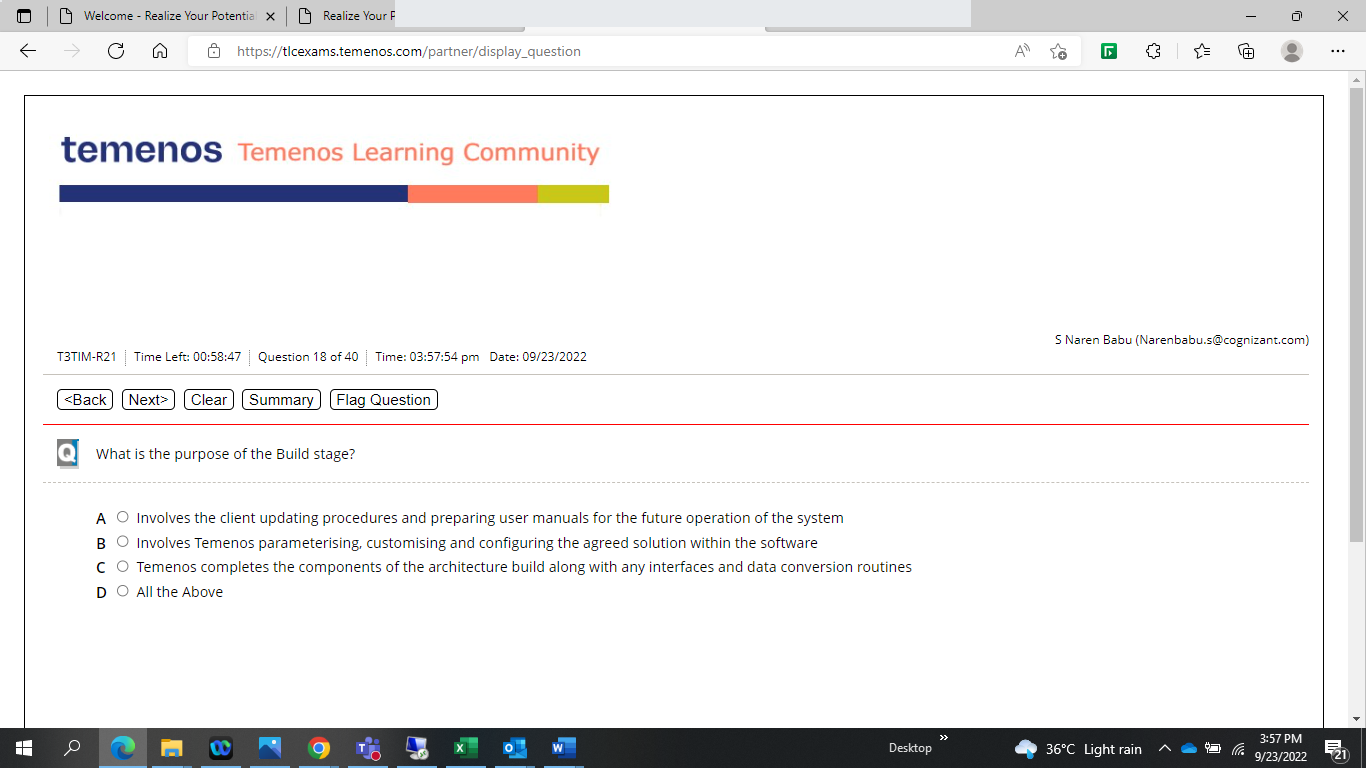 Welcome - Realize Your Potentia
Realize Your P
https://tlcexams.temenos.com/partner/display_question
temenos Temenos Learning Community
S Naren Babu (Narenbabu.s@cognizant.com)
T3TIM-R21 Time Left: 00:58:47 Question 18 of 40 Time: 03:57:54 pm Date: 09/23/2022
<Back Next> Clear Summary Flag Question
Q What is the purpose of the Build stage?
A Involves the client updating procedures and preparing user manuals for the future operation of the system
B Involves Temenos parameterising, customising and configuring the agreed solution within the software
C Temenos completes the components of the architecture build along with any interfaces and data conversion routines
D All the Above
Desktop
36°C Light rain
3:57 PM
9/23/2022
21